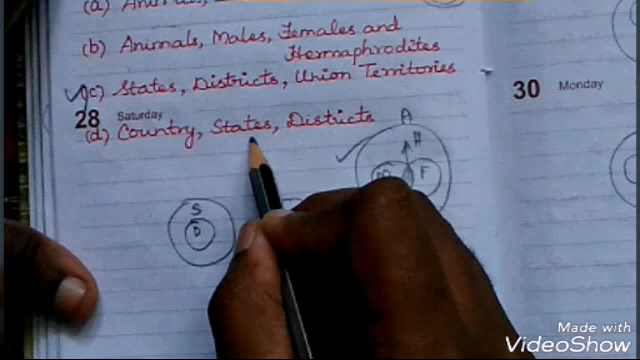 (a) Animals,
(b) Animals, Males, Females and
Hermaphrodites
(c) States, Districts, Union Territories
28 Saturday
(d) Country, States, Districts
30 Monday
A
H
F
S
D
Made with
VideoShow